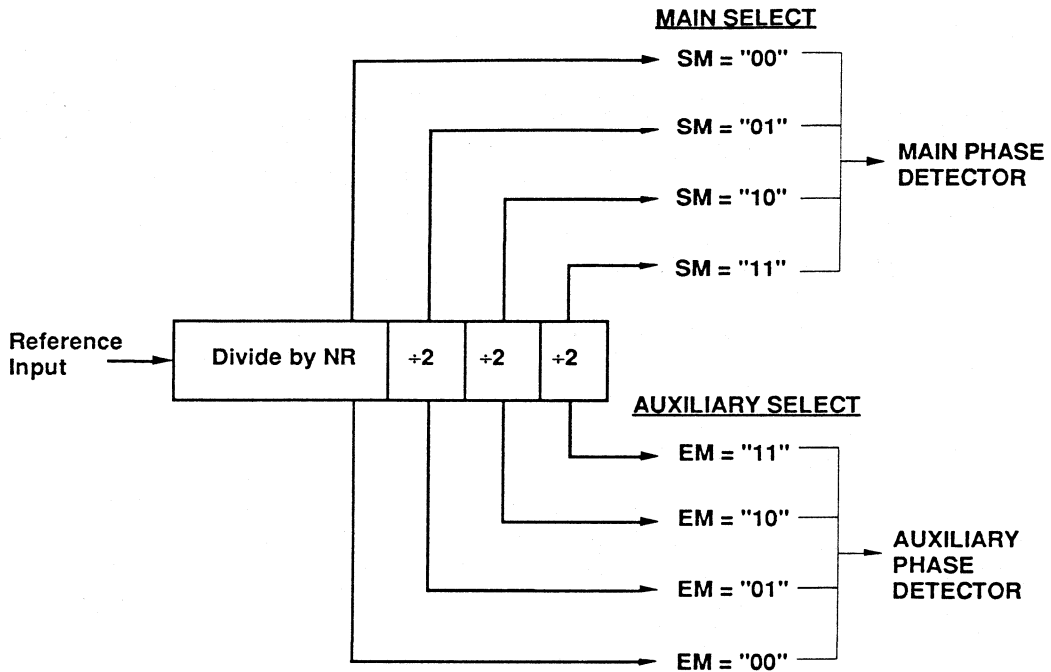 MAIN SELECT
SM = "00"
SM = "01"
SM = "10"
SM = "11"
MAIN PHASE
DETECTOR
Reference
Input
Divide by NR
÷2
÷2
÷2
AUXILIARY SELECT
EM = "11"
EM = "10"
EM = "01"
EM = "00"
AUXILIARY
PHASE
DETECTOR